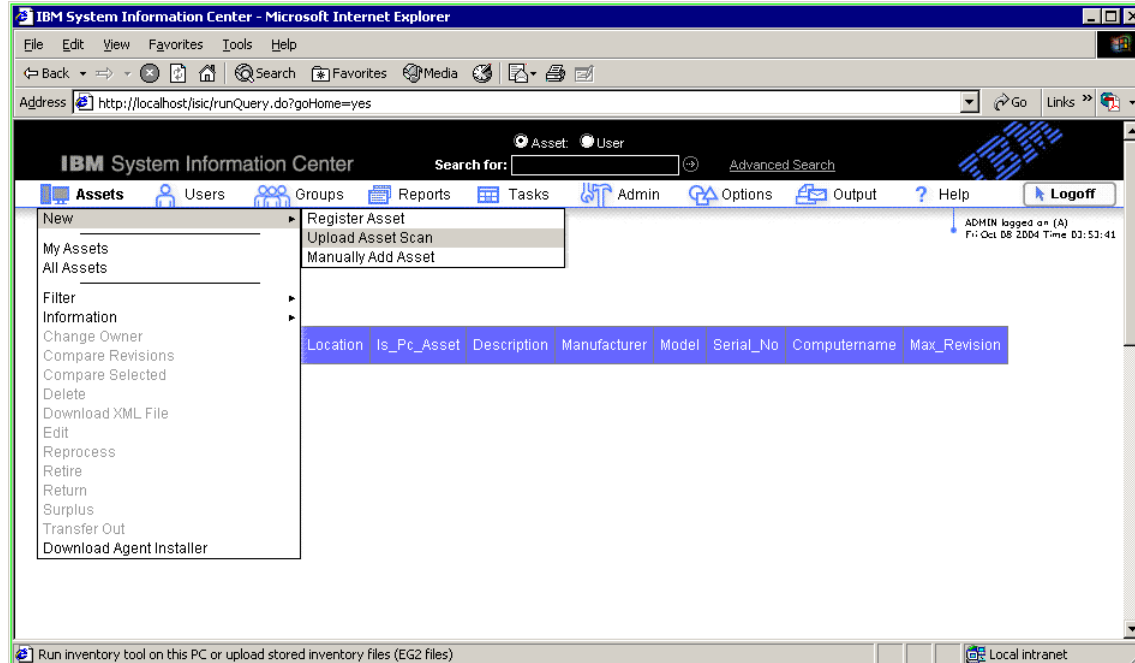 IBM System Information Center - Microsoft Internet Explorer
File Edit View Favorites Tools Help
Back Search Favorites Media
Address http://localhost/isic/runQuery.do?goHome=yes Go Links »
Asset: User
IBM System Information Center Search for: Advanced Search
IBM
Assets Users Groups Reports Tasks Admin Options Output ? Help Logoff
New Register Asset
Upload Asset Scan
Manually Add Asset
ADMIN logged on (A)
Fri Oct 08 2004 Time 03:53:41
My Assets
All Assets
Filter
Information
Change Owner
Location Is_Pc_Asset Description Manufacturer Model Serial_No Computername Max_Revision
Compare Revisions
Compare Selected
Delete
Download XML File
Edit
Reprocess
Retire
Return
Surplus
Transfer Out
Download Agent Installer
Run inventory tool on this PC or upload stored inventory files (EG2 files) Local intranet